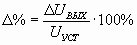 Δ% = ΔU_ВЫХ / U_УСТ · 100%